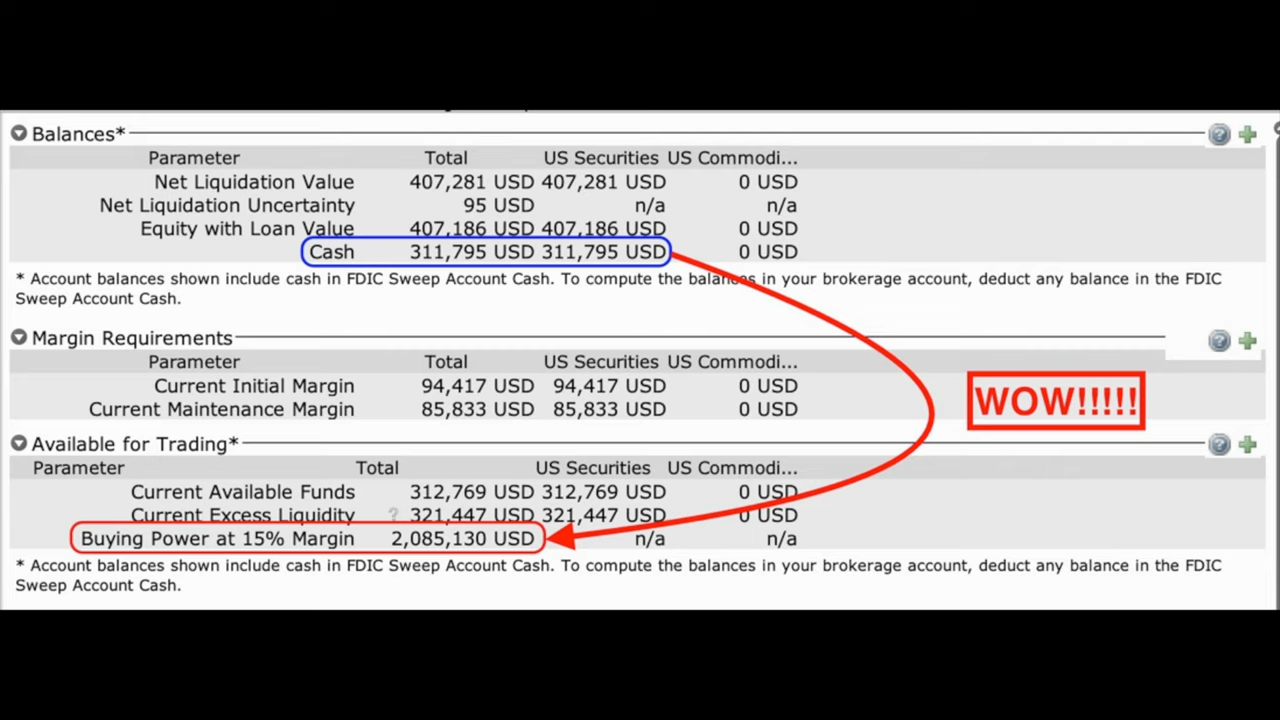 Balances*
Parameter Total US Securities US Commodi...
Net Liquidation Value 407,281 USD 407,281 USD 0 USD
Net Liquidation Uncertainty 95 USD n/a n/a
Equity with Loan Value 407,186 USD 407,186 USD 0 USD
Cash 311,795 USD 311,795 USD 0 USD
* Account balances shown include cash in FDIC Sweep Account Cash. To compute the balances in your brokerage account, deduct any balance in the FDIC
Sweep Account Cash.
Margin Requirements
Parameter Total US Securities US Commodi...
Current Initial Margin 94,417 USD 94,417 USD 0 USD
WOW!!!!!
Current Maintenance Margin 85,833 USD 85,833 USD 0 USD
Available for Trading*
Parameter Total US Securities US Commodi...
Current Available Funds 312,769 USD 312,769 USD 0 USD
Current Excess Liquidity ? 321,447 USD 321,447 USD 0 USD
Buying Power at 15% Margin 2,085,130 USD n/a n/a
* Account balances shown include cash in FDIC Sweep Account Cash. To compute the balances in your brokerage account, deduct any balance in the FDIC
Sweep Account Cash.